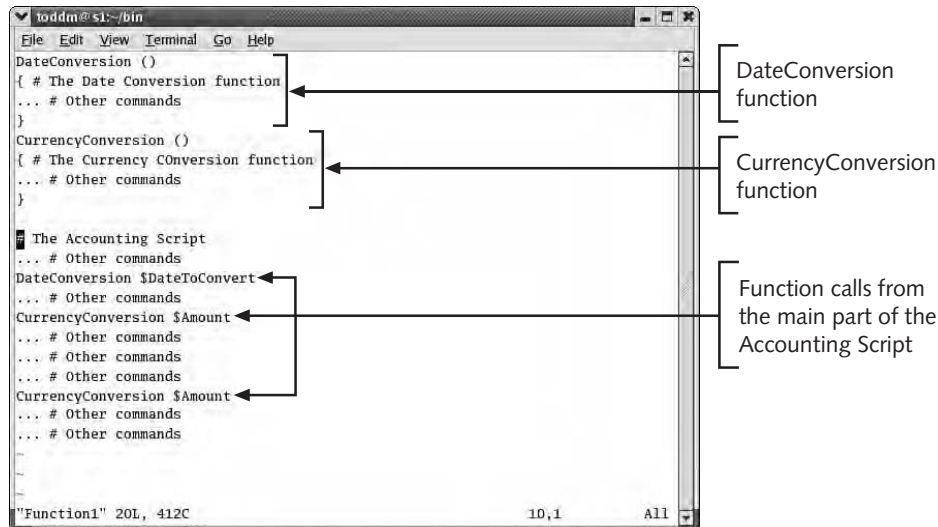 toddm@s1:~/bin
File Edit View Terminal Go Help
DateConversion ()
{ # The Date Conversion function
... # Other commands
}
CurrencyConversion ()
{ # The Currency COnversion function
... # Other commands
}
# The Accounting Script
... # Other commands
DateConversion $DateToConvert
... # Other commands
CurrencyConversion $Amount
... # Other commands
... # Other commands
... # Other commands
CurrencyConversion $Amount
... # Other commands
... # Other commands
~
~
~
"Function1" 20L, 412C 10,1 All
DateConversion
function
CurrencyConversion
function
Function calls from
the main part of the
Accounting Script